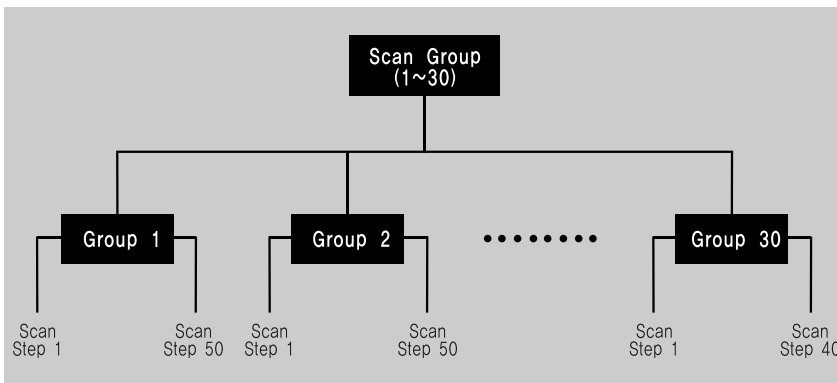 Scan Group
(1~30)
Group 1
Group 2
Group 30
Scan
Step 1
Scan
Step 50
Scan
Step 1
Scan
Step 50
Scan
Step 1
Scan
Step 40